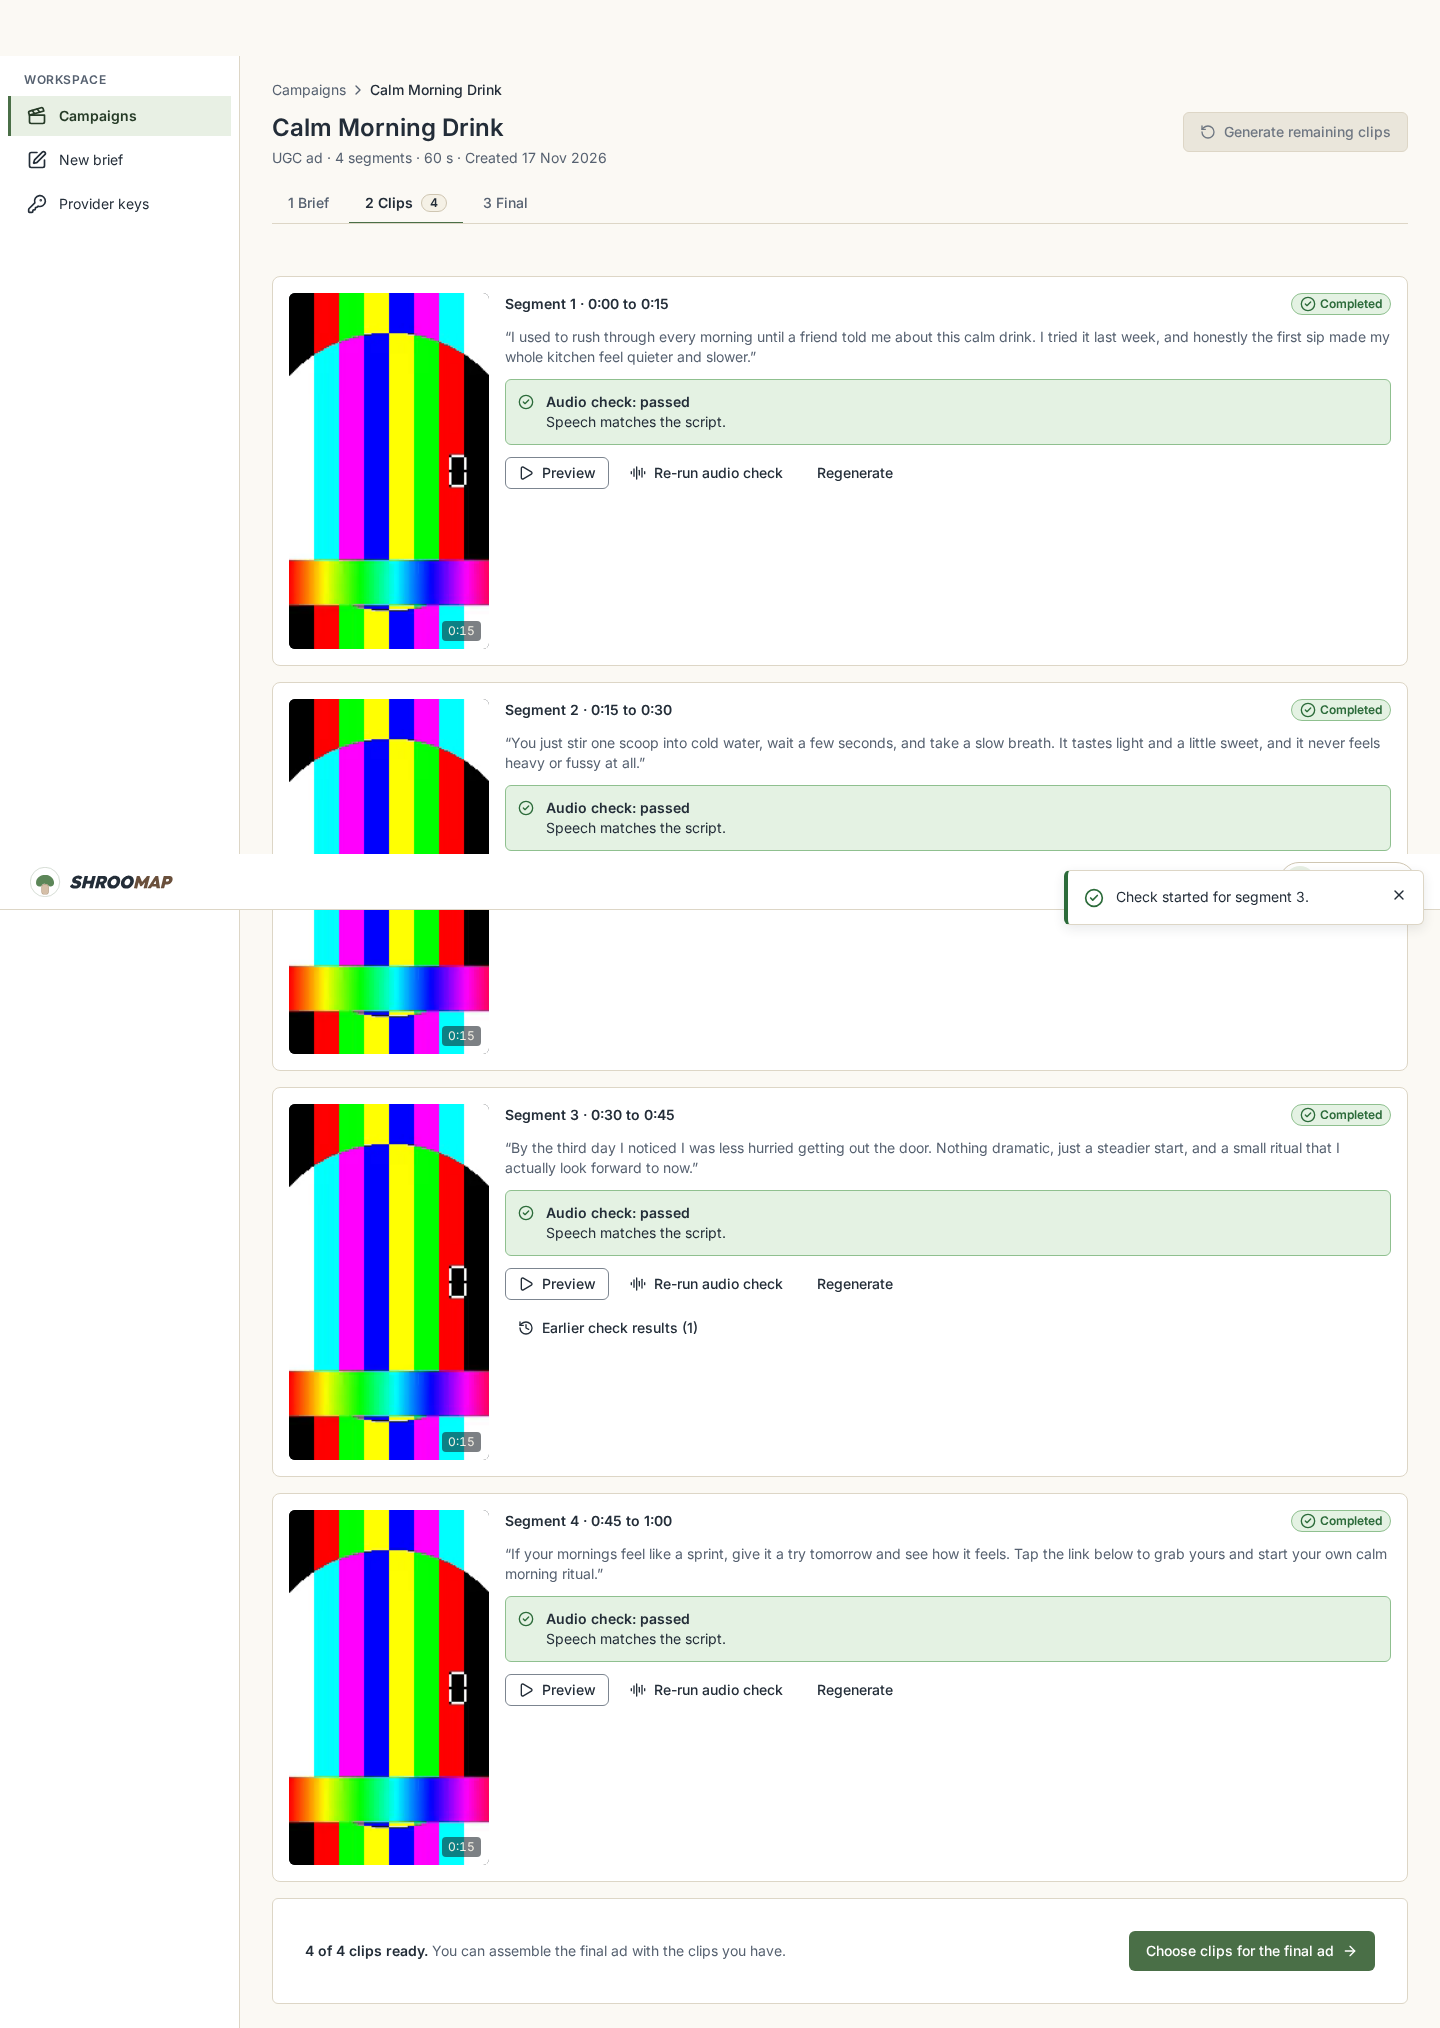 WORKSPACE
Campaigns
New brief
Provider keys
Campaigns > Calm Morning Drink
Calm Morning Drink
UGC ad · 4 segments · 60 s · Created 17 Nov 2026
Generate remaining clips
1 Brief
2 Clips 4
3 Final
Segment 1 · 0:00 to 0:15
Completed
“I used to rush through every morning until a friend told me about this calm drink. I tried it last week, and honestly the first sip made my
whole kitchen feel quieter and slower.”
Audio check: passed
Speech matches the script.
Preview
Re-run audio check
Regenerate
0:15
Segment 2 · 0:15 to 0:30
Completed
“You just stir one scoop into cold water, wait a few seconds, and take a slow breath. It tastes light and a little sweet, and it never feels
heavy or fussy at all.”
Audio check: passed
Speech matches the script.
SHROOMAP
Check started for segment 3.
0:15
Segment 3 · 0:30 to 0:45
Completed
“By the third day I noticed I was less hurried getting out the door. Nothing dramatic, just a steadier start, and a small ritual that I
actually look forward to now.”
Audio check: passed
Speech matches the script.
0
Preview
Re-run audio check
Regenerate
Earlier check results (1)
0:15
Segment 4 · 0:45 to 1:00
Completed
“If your mornings feel like a sprint, give it a try tomorrow and see how it feels. Tap the link below to grab yours and start your own calm
morning ritual.”
Audio check: passed
Speech matches the script.
0
Preview
Re-run audio check
Regenerate
0:15
4 of 4 clips ready. You can assemble the final ad with the clips you have.
Choose clips for the final ad